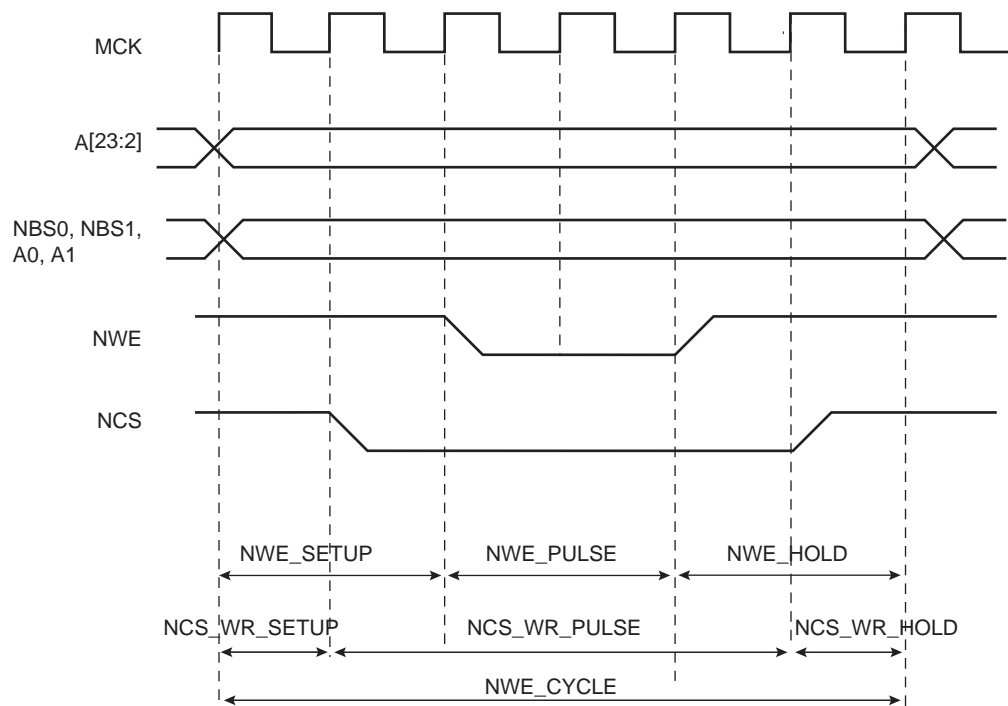 MCK
A[23:2]
NBS0, NBS1,
A0, A1
NWE
NCS
NWE_SETUP
NWE_PULSE
NWE_HOLD
NCS_WR_SETUP
NCS_WR_PULSE
NCS_WR_HOLD
NWE_CYCLE